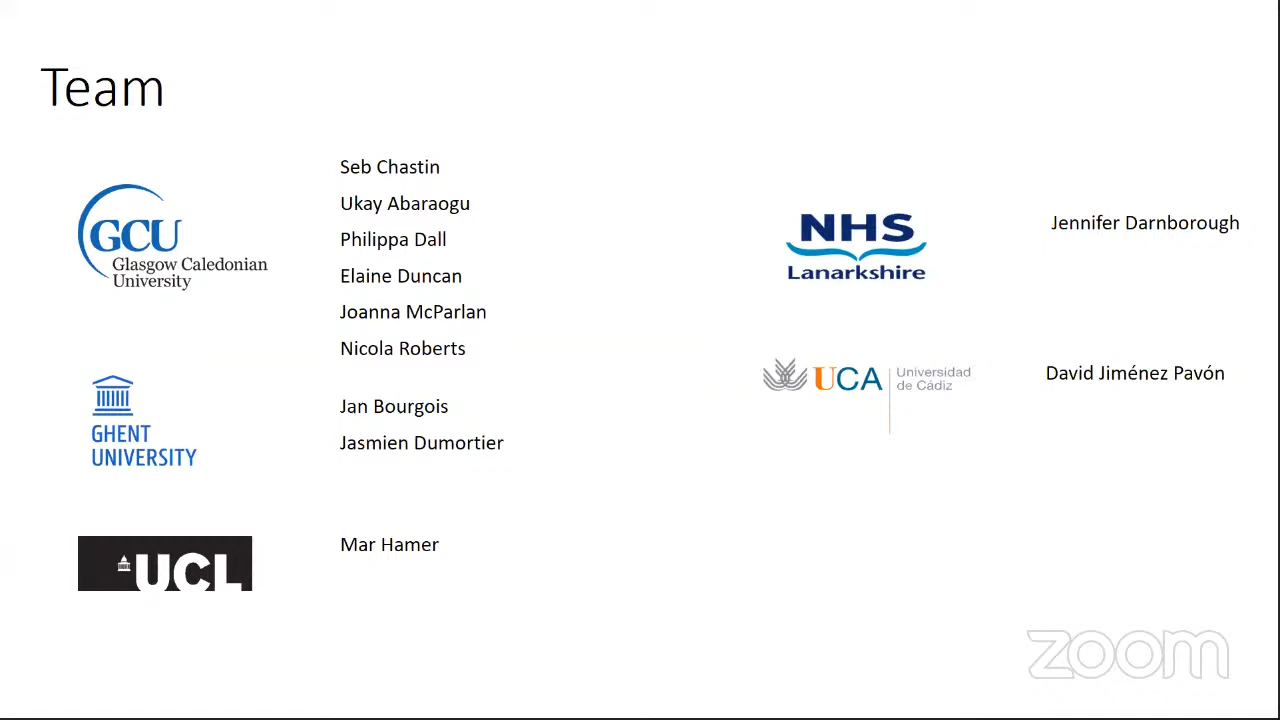 Team
GCU
Glasgow Caledonian
University
Seb Chastin
Ukay Abaraogu
Philippa Dall
Elaine Duncan
Joanna McParlan
Nicola Roberts
GHENT
UNIVERSITY
Jan Bourgois
Jasmien Dumortier
UCL
Mar Hamer
NHS
Lanarkshire
Jennifer Darnborough
UCA
Universidad
de Cádiz
David Jiménez Pavón
zoom